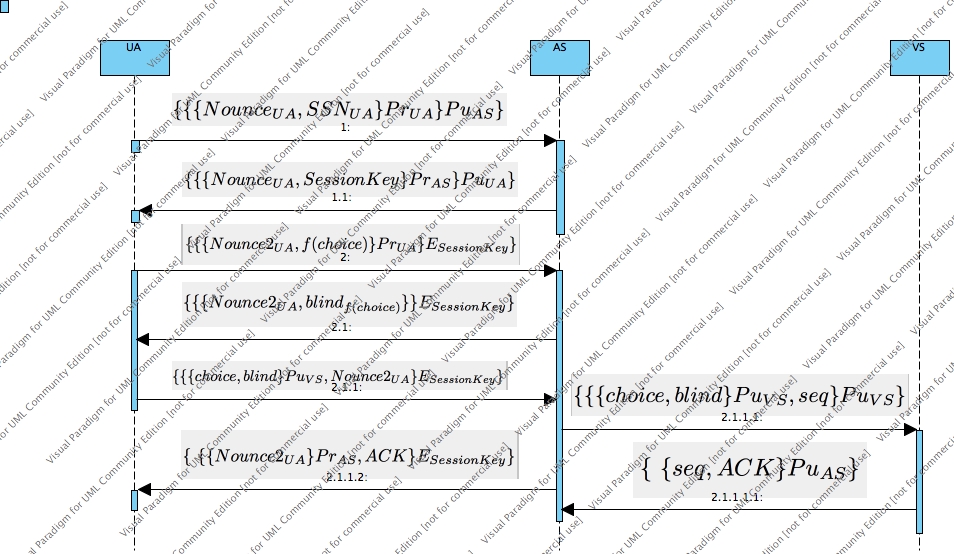 UA AS VS
{{{Nounce_{UA}, SSN_{UA}}Pr_{UA}}Pu_{AS}}
1:
{{{Nounce_{UA}, SessionKey}Pr_{AS}}Pu_{UA}}
1.1:
{{{Nounce2_{UA}, f(choice)}Pr_{UA}}E_{SessionKey}}
2:
{{{Nounce2_{UA}, blind_{f(choice)}}}E_{SessionKey}}
2.1:
{{{choice, blind}Pu_{VS}, Nounce2_{UA}}E_{SessionKey}}
2.1.1:
{{{choice, blind}Pu_{VS}, seq}Pu_{VS}}
2.1.1.1:
{ {{Nounce2_{UA}}Pr_{AS}, ACK}E_{SessionKey}}
2.1.1.2:
{ {seq, ACK}Pu_{AS}}
2.1.1.1.1:
Visual Paradigm for UML Community Edition [not for commercial use]